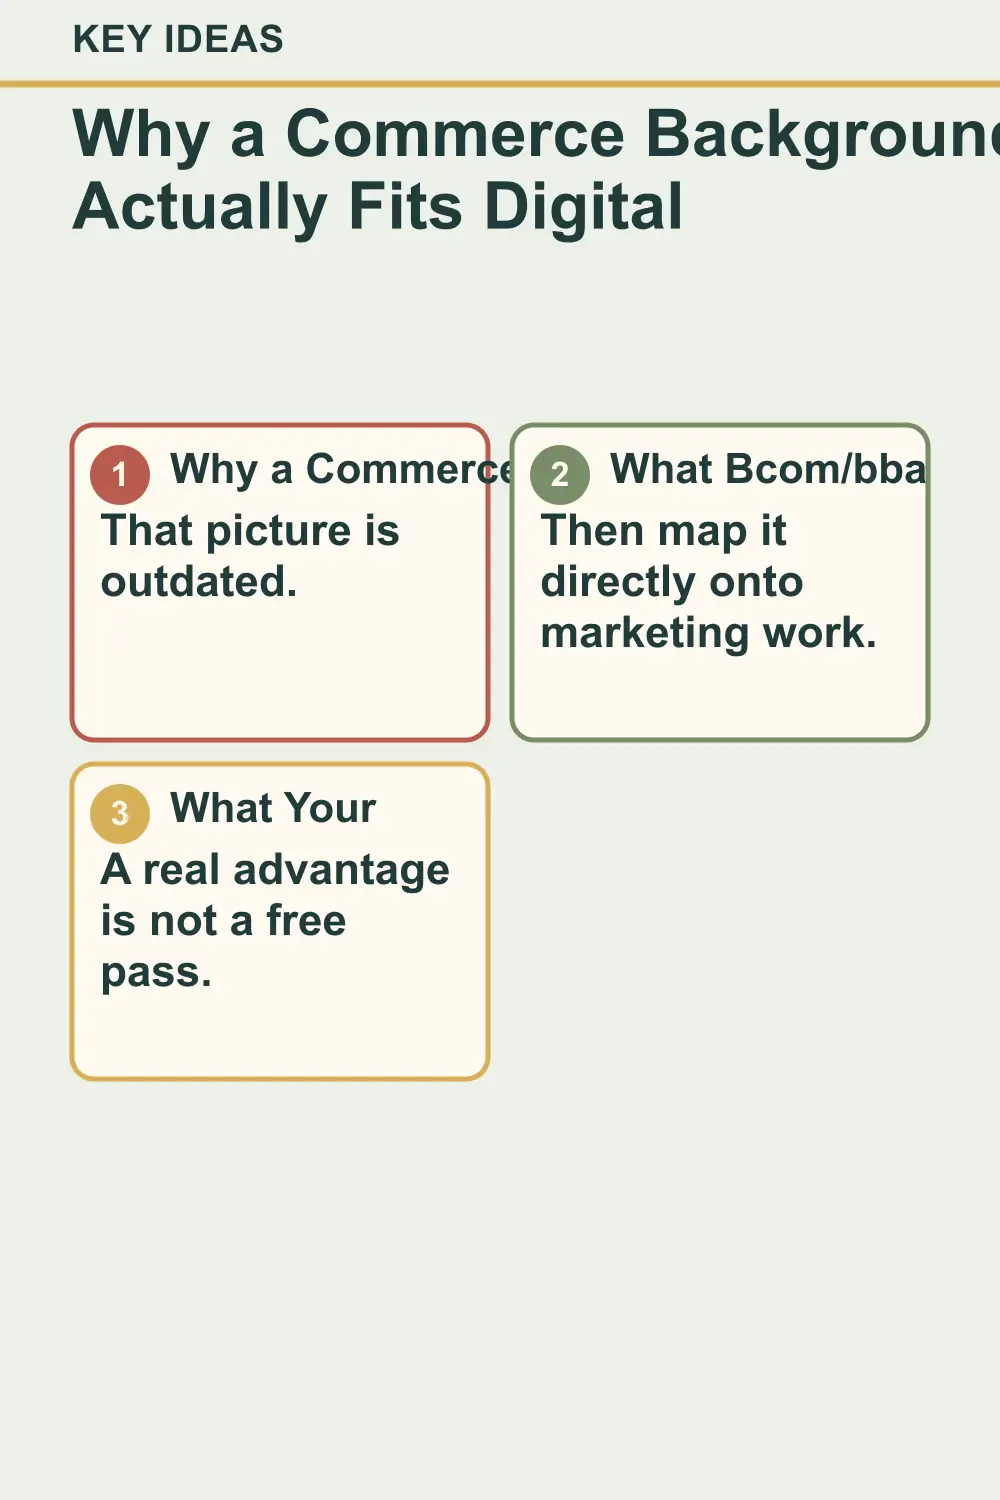 KEY IDEAS
Why a Commerce Background
Actually Fits Digital
1
Why a Commerce
That picture is
outdated.
2
What Bcom/bba
Then map it
directly onto
marketing work.
3
What Your
A real advantage
is not a free
pass.